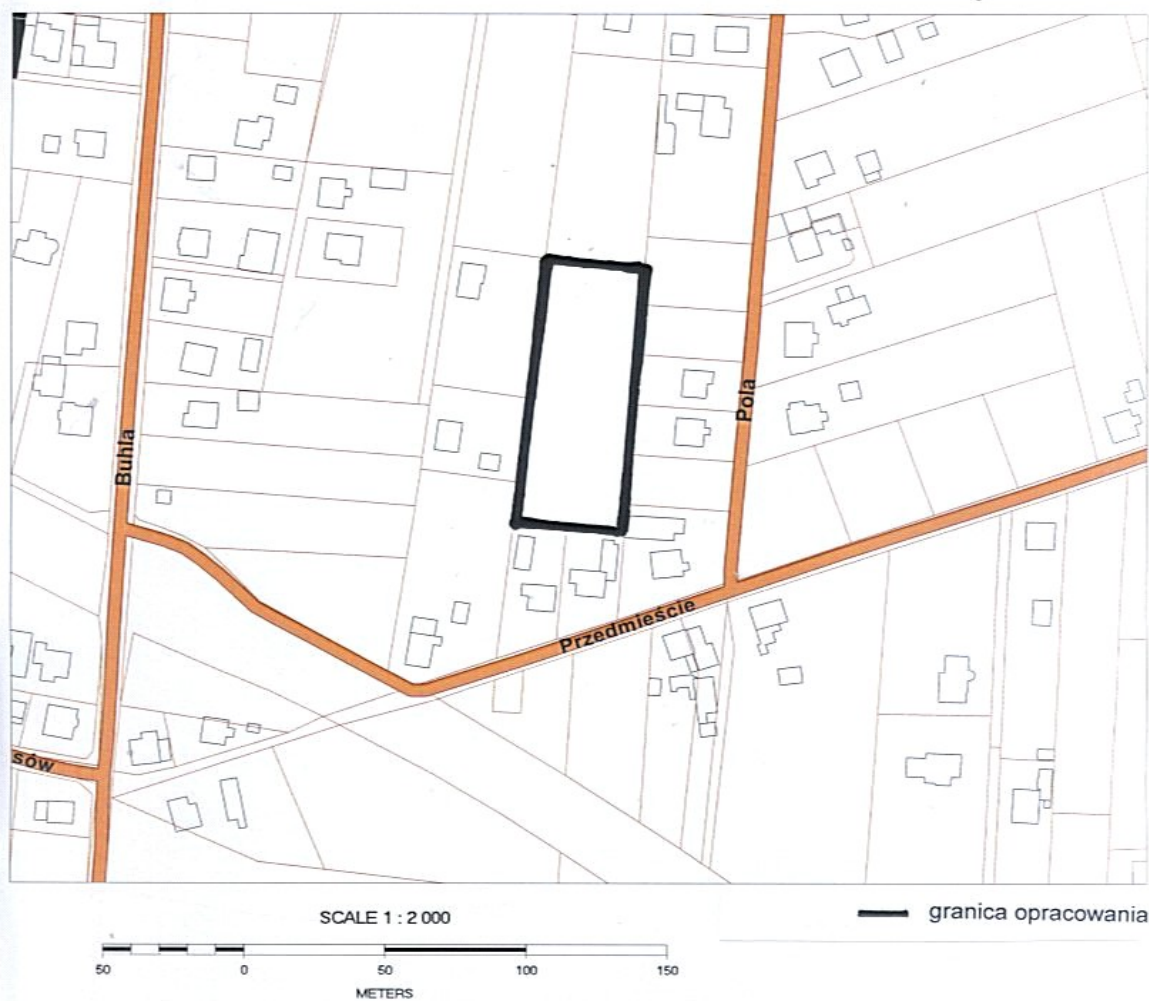 Buhla
Pola
Przedmieście
sów
SCALE 1 : 2 000
granica opracowania
50 0 50 100 150
METERS